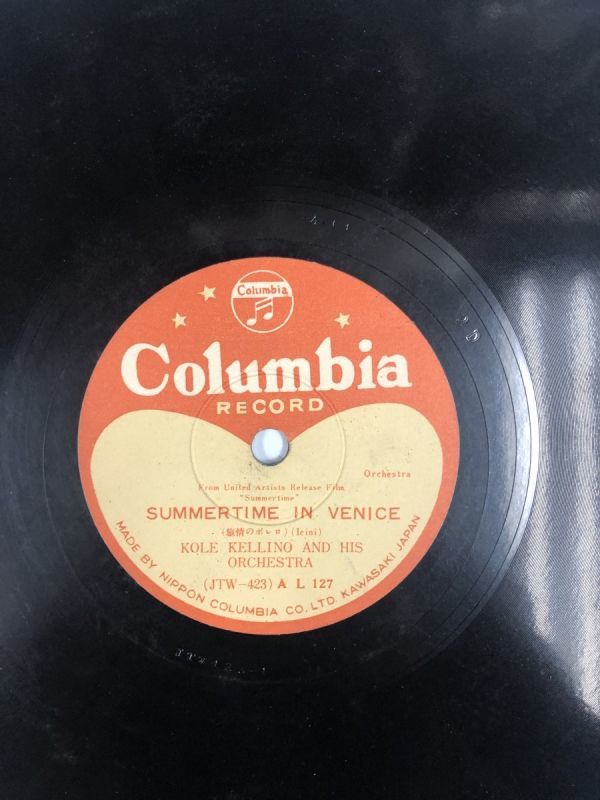 Columbia
Columbia
RECORD
Orchestra
From United Artists Release Film
"Summertime"
SUMMERTIME IN VENICE
(旅情のボレロ) (Icini)
KOLE KELLINO AND HIS
ORCHESTRA
(JTW-423) A L 127
MADE BY NIPPON COLUMBIA CO., LTD. KAWASAKI JAPAN